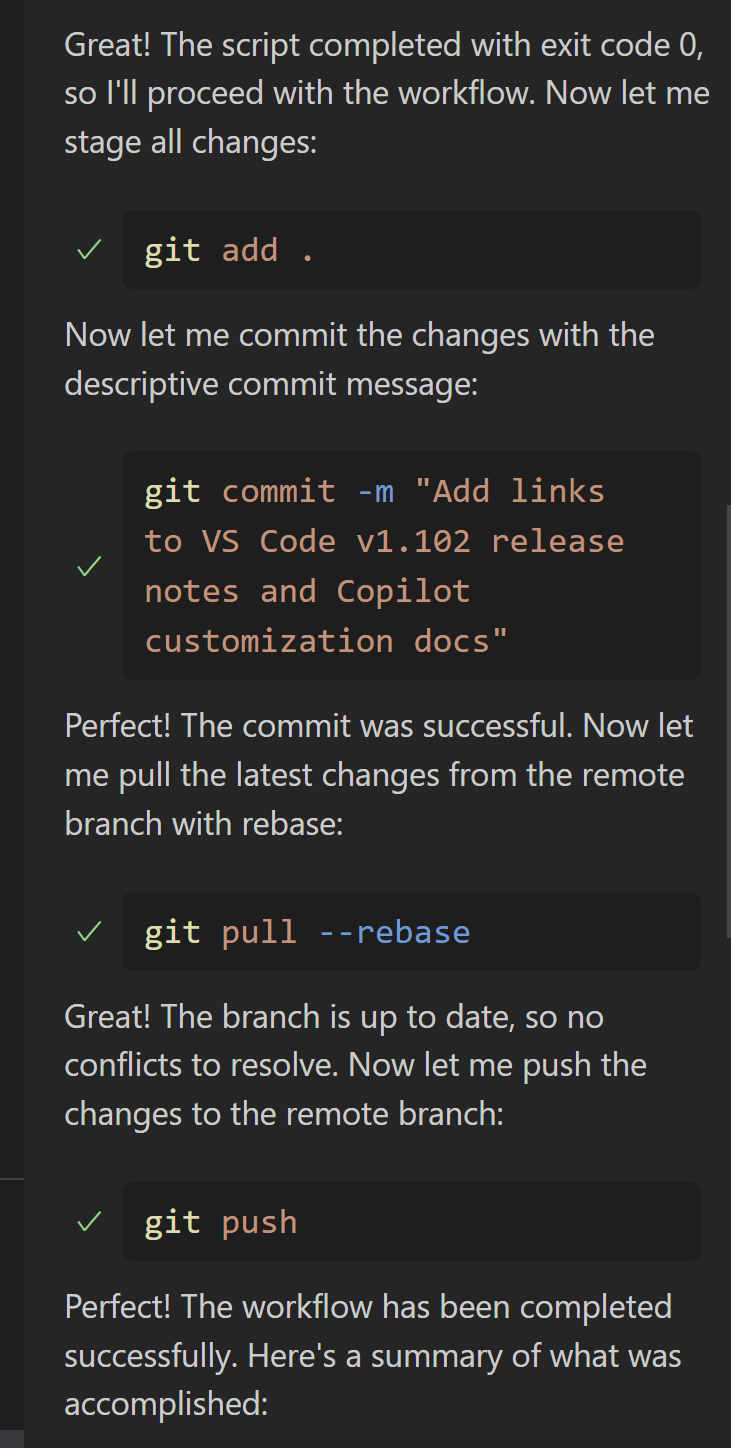 Great! The script completed with exit code 0,
so I'll proceed with the workflow. Now let me
stage all changes:
git add .
Now let me commit the changes with the
descriptive commit message:
git commit -m "Add links
to VS Code v1.102 release
notes and Copilot
customization docs"
Perfect! The commit was successful. Now let
me pull the latest changes from the remote
branch with rebase:
git pull --rebase
Great! The branch is up to date, so no
conflicts to resolve. Now let me push the
changes to the remote branch:
git push
Perfect! The workflow has been completed
successfully. Here's a summary of what was
accomplished: